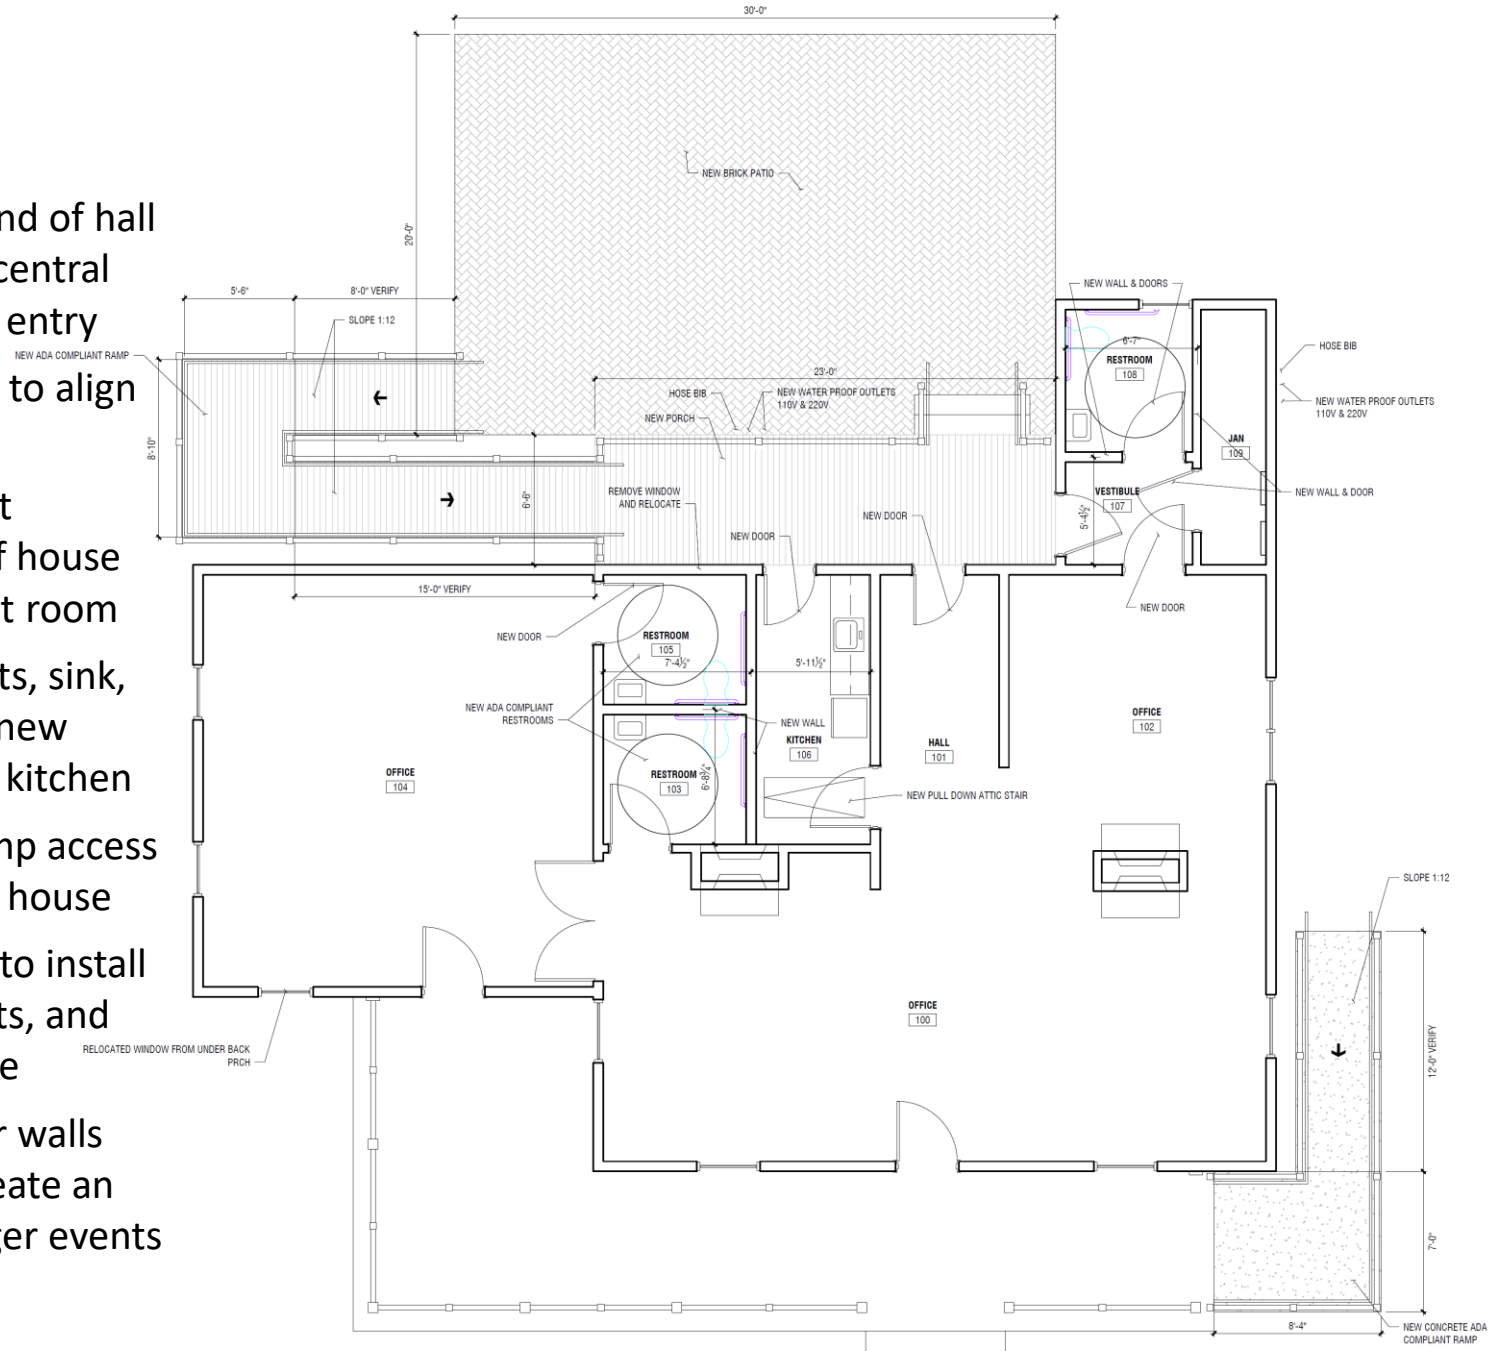 nd of hall
central
entry
to align
t
f house
t room
ts, sink,
new
kitchen
np access
house
to install
ts, and
e
r walls
eate an
ger events
30'-0"
20'-0"
NEW BRICK PATIO
5'-6"
8'-0" VERIFY
SLOPE 1:12
NEW ADA COMPLIANT RAMP
8'-10"
23'-0"
HOSE BIB
NEW WATER PROOF OUTLETS
110V & 220V
NEW PORCH
6'-6"
REMOVE WINDOW
AND RELOCATE
NEW DOOR
NEW DOOR
15'-0" VERIFY
NEW WALL & DOORS
6'-7"
RESTROOM
108
HOSE BIB
NEW WATER PROOF OUTLETS
110V & 220V
JAN
109
VESTIBULE
107
5'-4½"
NEW WALL & DOOR
NEW DOOR
NEW DOOR
RESTROOM
105
7'-4½"
5'-11½"
NEW ADA COMPLIANT
RESTROOMS
NEW WALL
KITCHEN
106
HALL
101
OFFICE
102
OFFICE
104
RESTROOM
103
6'-8¾"
NEW PULL DOWN ATTIC STAIR
SLOPE 1:12
OFFICE
100
RELOCATED WINDOW FROM UNDER BACK
PRCH
12'-0" VERIFY
7'-0"
8'-4"
NEW CONCRETE ADA
COMPLIANT RAMP